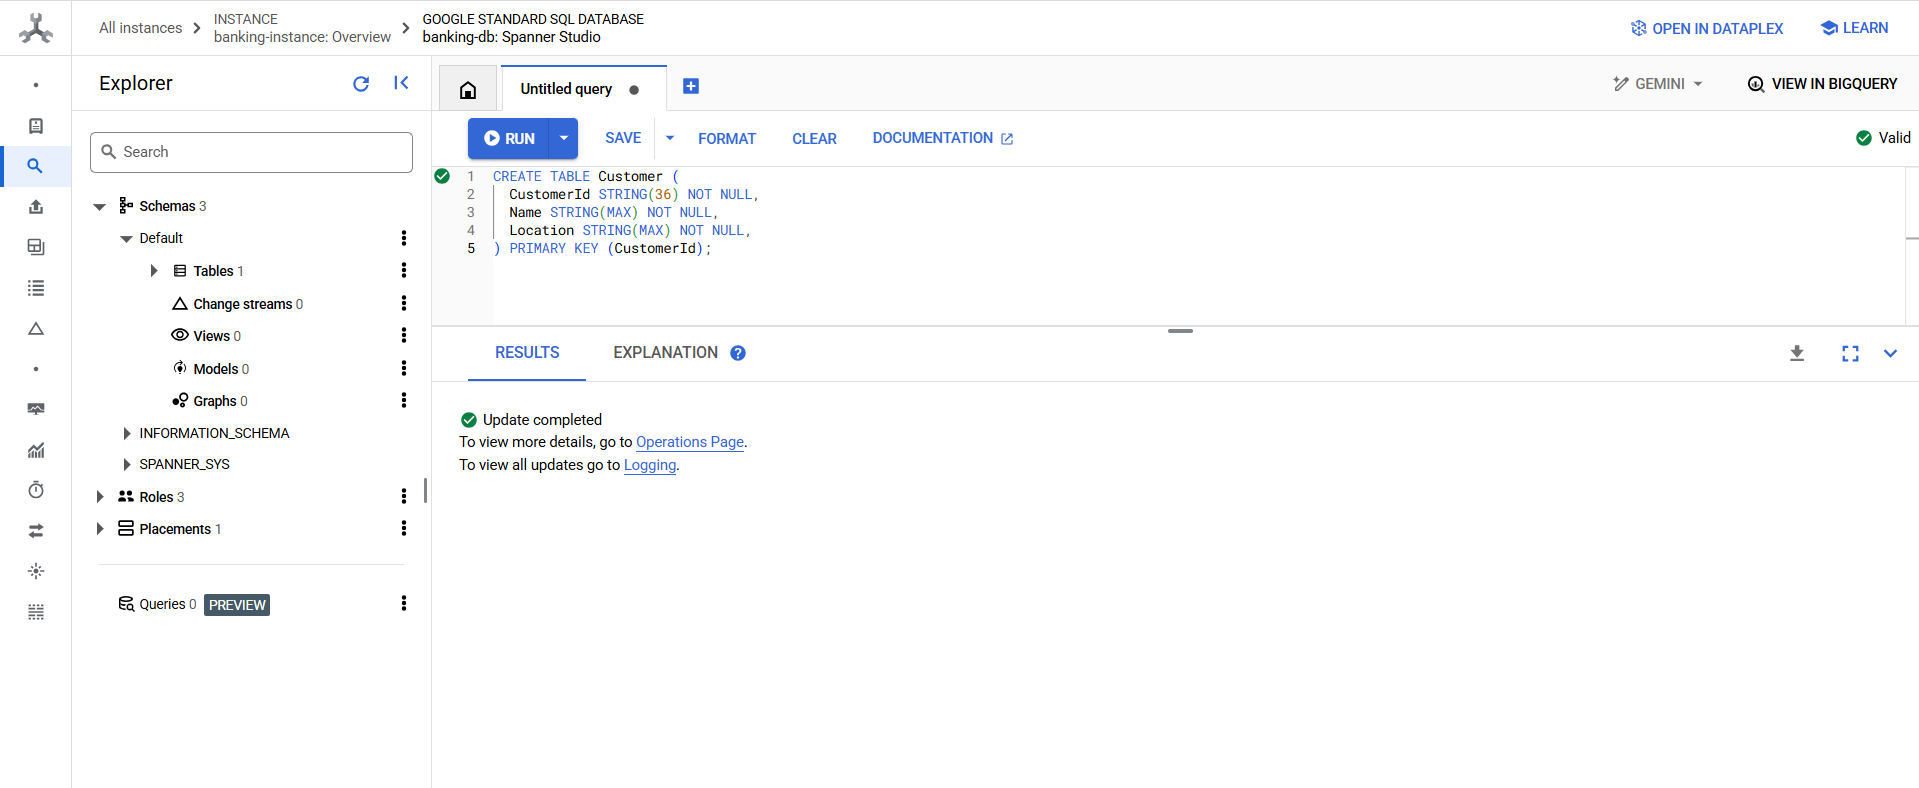 All instances
INSTANCE
banking-instance: Overview
GOOGLE STANDARD SQL DATABASE
banking-db: Spanner Studio
OPEN IN DATAPLEX
LEARN
Explorer
Untitled query
GEMINI
VIEW IN BIGQUERY
Search
RUN
SAVE
FORMAT
CLEAR
DOCUMENTATION
Valid
Schemas 3
Default
Tables 1
Change streams 0
Views 0
Models 0
Graphs 0
INFORMATION_SCHEMA
SPANNER_SYS
Roles 3
Placements 1
Queries 0 PREVIEW
1 CREATE TABLE Customer (
2 CustomerId STRING(36) NOT NULL,
3 Name STRING(MAX) NOT NULL,
4 Location STRING(MAX) NOT NULL,
5 ) PRIMARY KEY (CustomerId);
RESULTS
EXPLANATION ?
Update completed
To view more details, go to Operations Page.
To view all updates go to Logging.